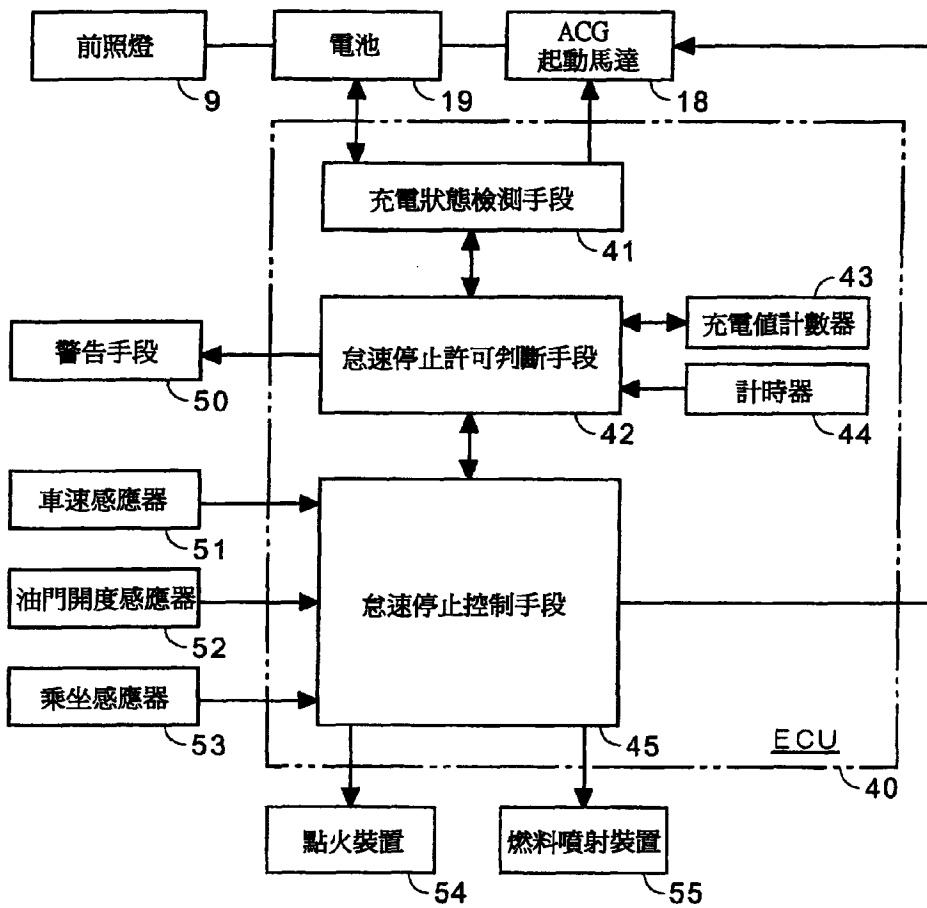 前照燈
9
電池
19
ACG
起動馬達
18
充電狀態檢測手段
41
怠速停止許可判斷手段
42
充電值計數器
43
計時器
44
警告手段
50
車速感應器
51
油門開度感應器
52
乘坐感應器
53
怠速停止控制手段
45
ECU
40
點火裝置
54
燃料噴射裝置
55